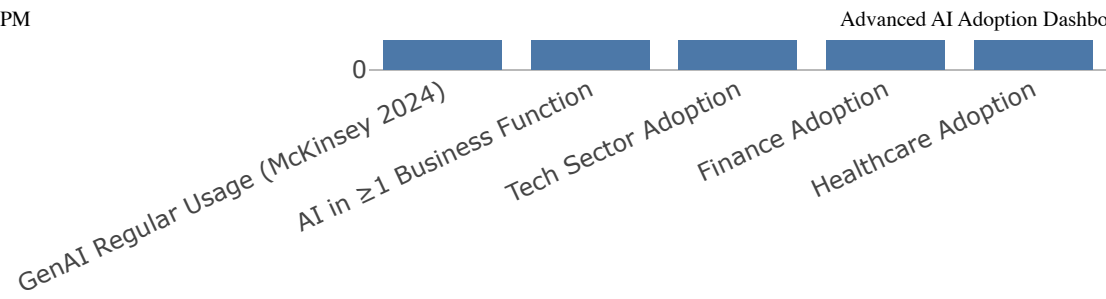 PM
Advanced AI Adoption Dashbo
0
GenAI Regular Usage (McKinsey 2024)
AI in ≥1 Business Function
Tech Sector Adoption
Finance Adoption
Healthcare Adoption